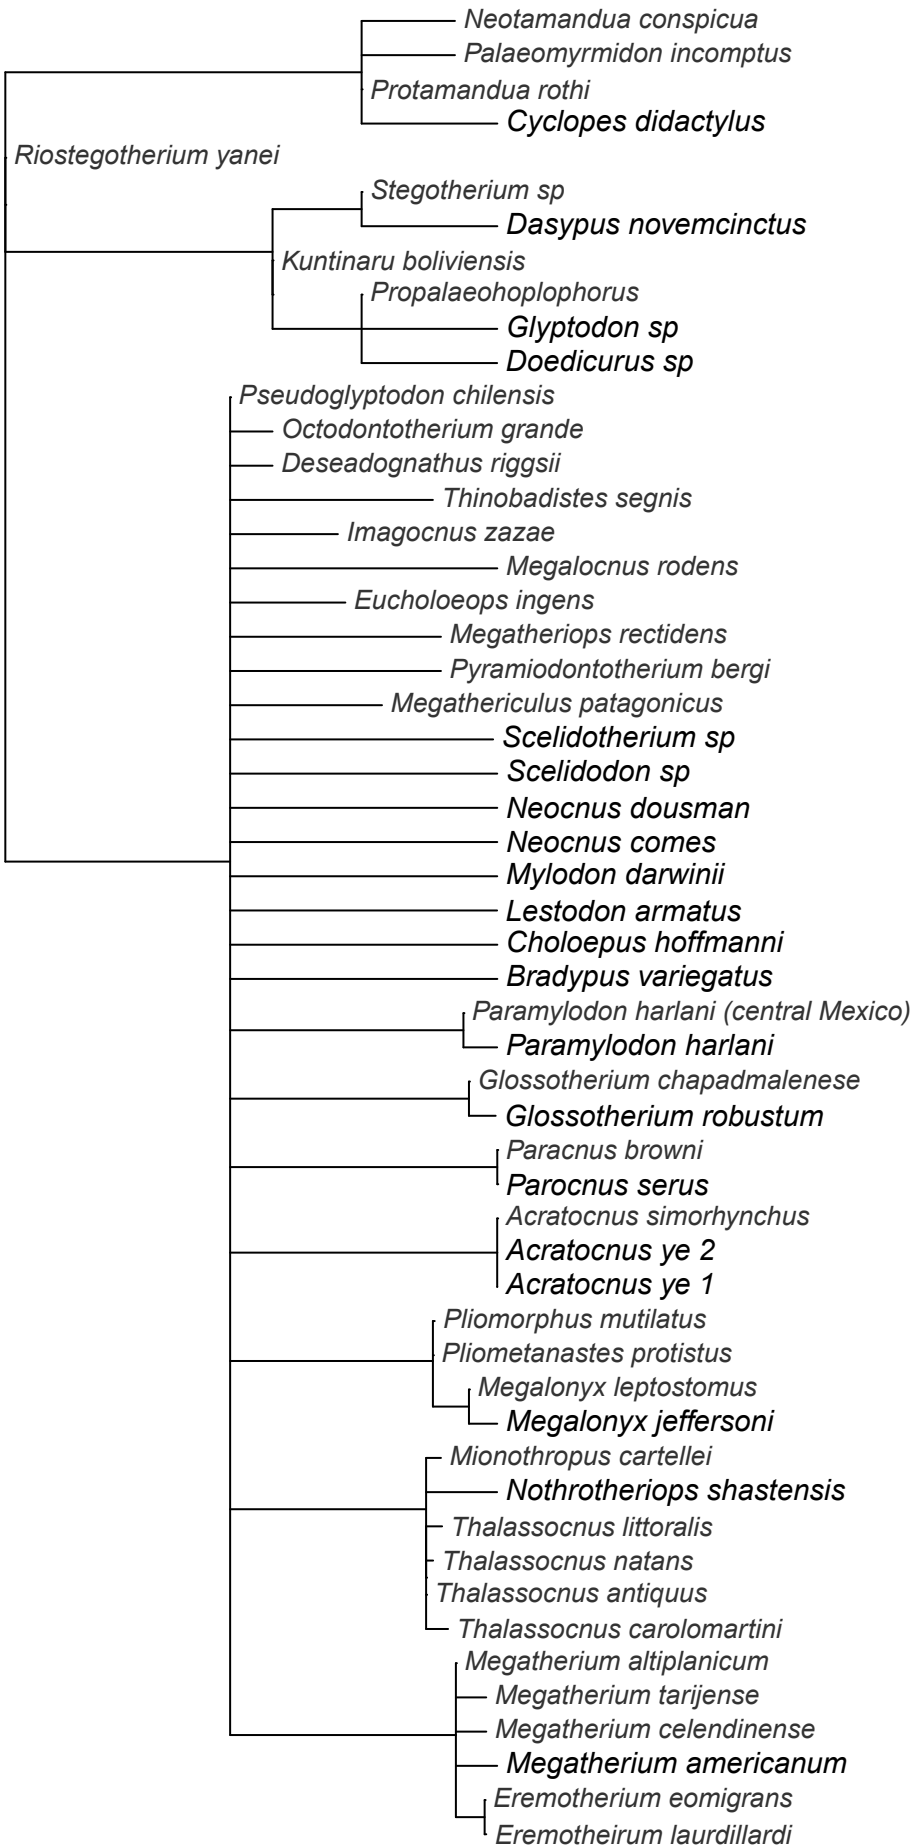 Neotamandua conspicua
Palaeomyrmidon incomptus
Protamandua rothi
Cyclopes didactylus
Riostegotherium yanei
Stegotherium sp
Dasypus novemcinctus
Kuntinaru boliviensis
Propalaeohoplophorus
Glyptodon sp
Doedicurus sp
Pseudoglyptodon chilensis
Octodontotherium grande
Deseadognathus riggsii
Thinobadistes segnis
Imagocnus zazae
Megalocnus rodens
Eucholoeops ingens
Megatheriops rectidens
Pyramiodontotherium bergi
Megathericulus patagonicus
Scelidotherium sp
Scelidodon sp
Neocnus dousman
Neocnus comes
Mylodon darwinii
Lestodon armatus
Choloepus hoffmanni
Bradypus variegatus
Paramylodon harlani (central Mexico)
Paramylodon harlani
Glossotherium chapadmalenese
Glossotherium robustum
Paracnus browni
Parocnus serus
Acratocnus simorhynchus
Acratocnus ye 2
Acratocnus ye 1
Pliomorphus mutilatus
Pliometanastes protistus
Megalonyx leptostomus
Megalonyx jeffersoni
Mionothropus cartellei
Nothrotheriops shastensis
Thalassocnus littoralis
Thalassocnus natans
Thalassocnus antiquus
Thalassocnus carolomartini
Megatherium altiplanicum
Megatherium tarijense
Megatherium celendinense
Megatherium americanum
Eremotherium eomigrans
Eremotheirum laurdillardi